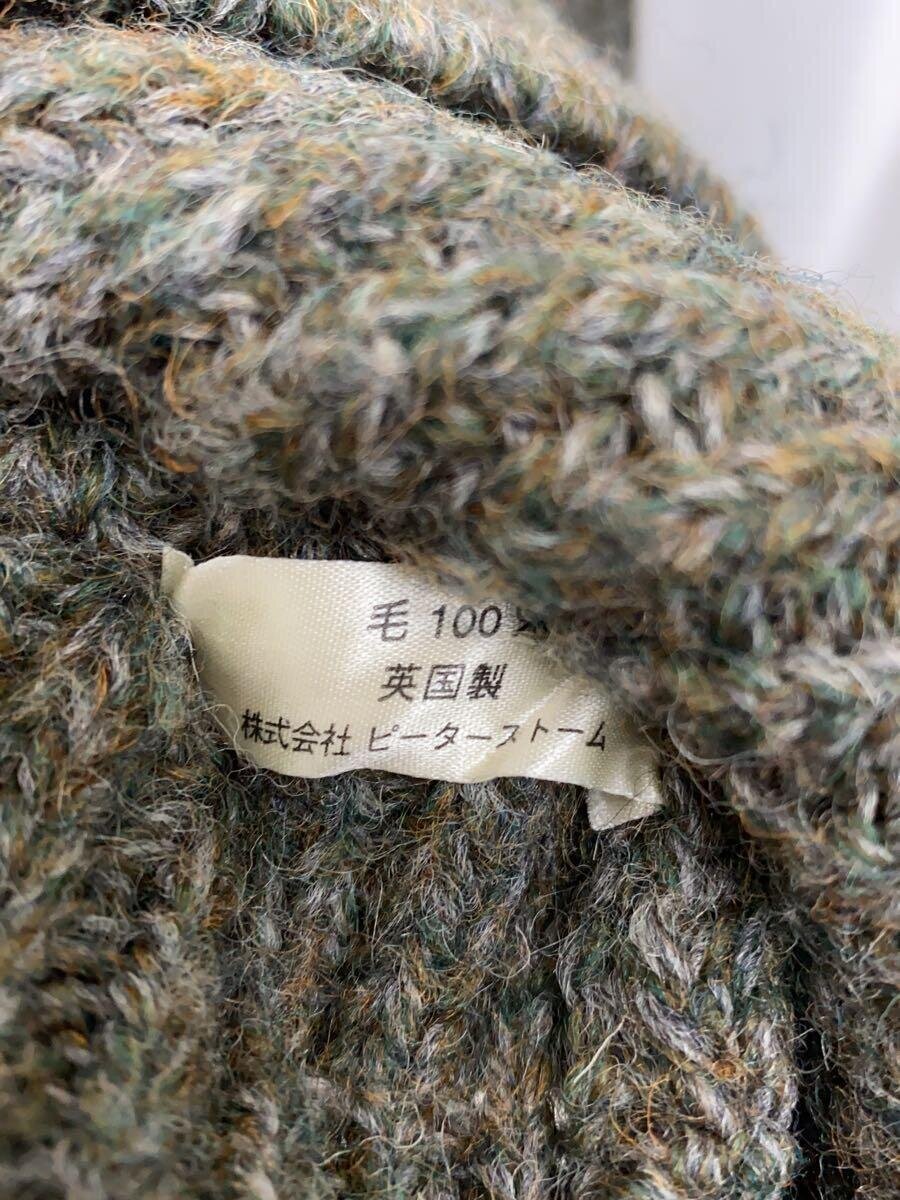 毛 100%
英国製
株式会社 ピーターストーム